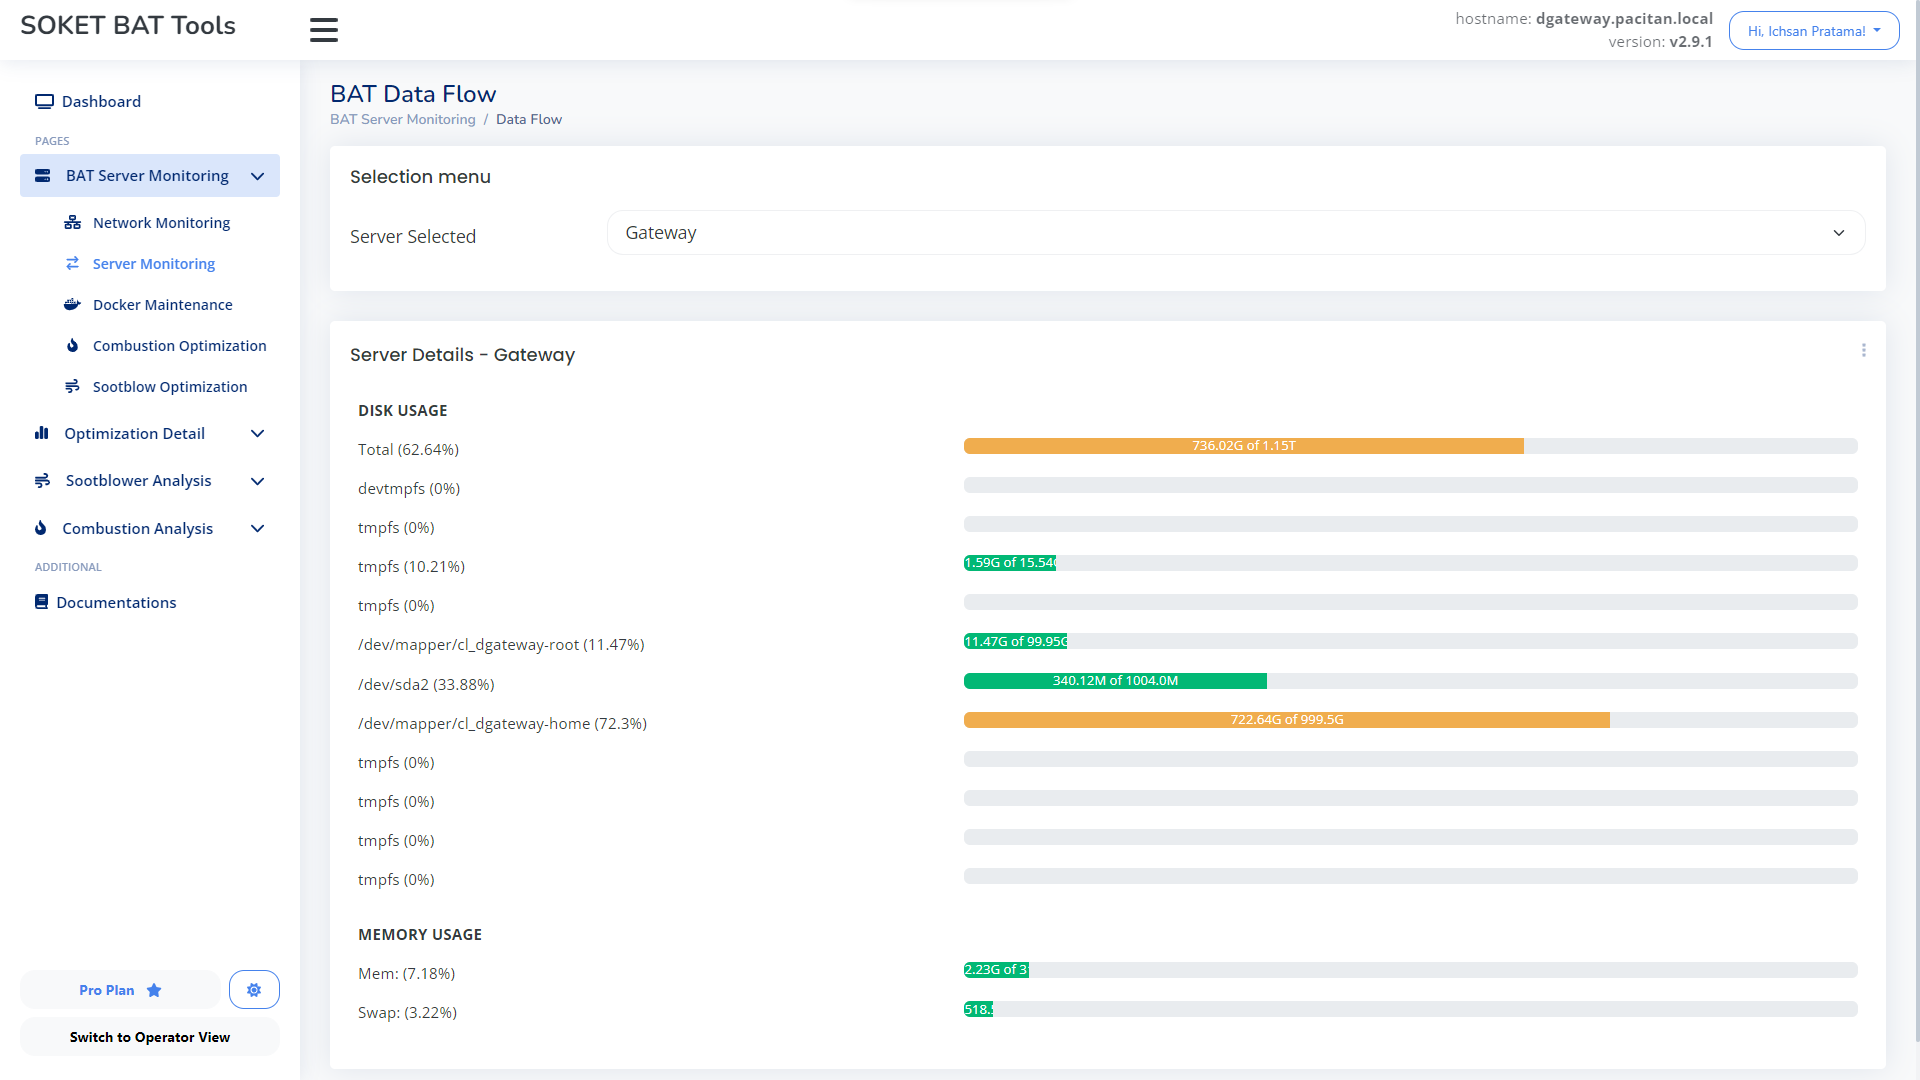 SOKET BAT Tools
hostname: dgateway.pacitan.local
version: v2.9.1
Hi, Ichsan Pratama!
Dashboard
PAGES
BAT Server Monitoring
Network Monitoring
Server Monitoring
Docker Maintenance
Combustion Optimization
Sootblow Optimization
Optimization Detail
Sootblower Analysis
Combustion Analysis
ADDITIONAL
Documentations
Pro Plan
Switch to Operator View
BAT Data Flow
BAT Server Monitoring / Data Flow
Selection menu
Server Selected
Gateway
Server Details - Gateway
DISK USAGE
Total (62.64%) 736.02G of 1.15T
devtmpfs (0%)
tmpfs (0%)
tmpfs (10.21%) 1.59G of 15.54
tmpfs (0%)
/dev/mapper/cl_dgateway-root (11.47%) 11.47G of 99.95G
/dev/sda2 (33.88%) 340.12M of 1004.0M
/dev/mapper/cl_dgateway-home (72.3%) 722.64G of 999.5G
tmpfs (0%)
tmpfs (0%)
tmpfs (0%)
tmpfs (0%)
MEMORY USAGE
Mem: (7.18%) 2.23G of 3
Swap: (3.22%) 518.